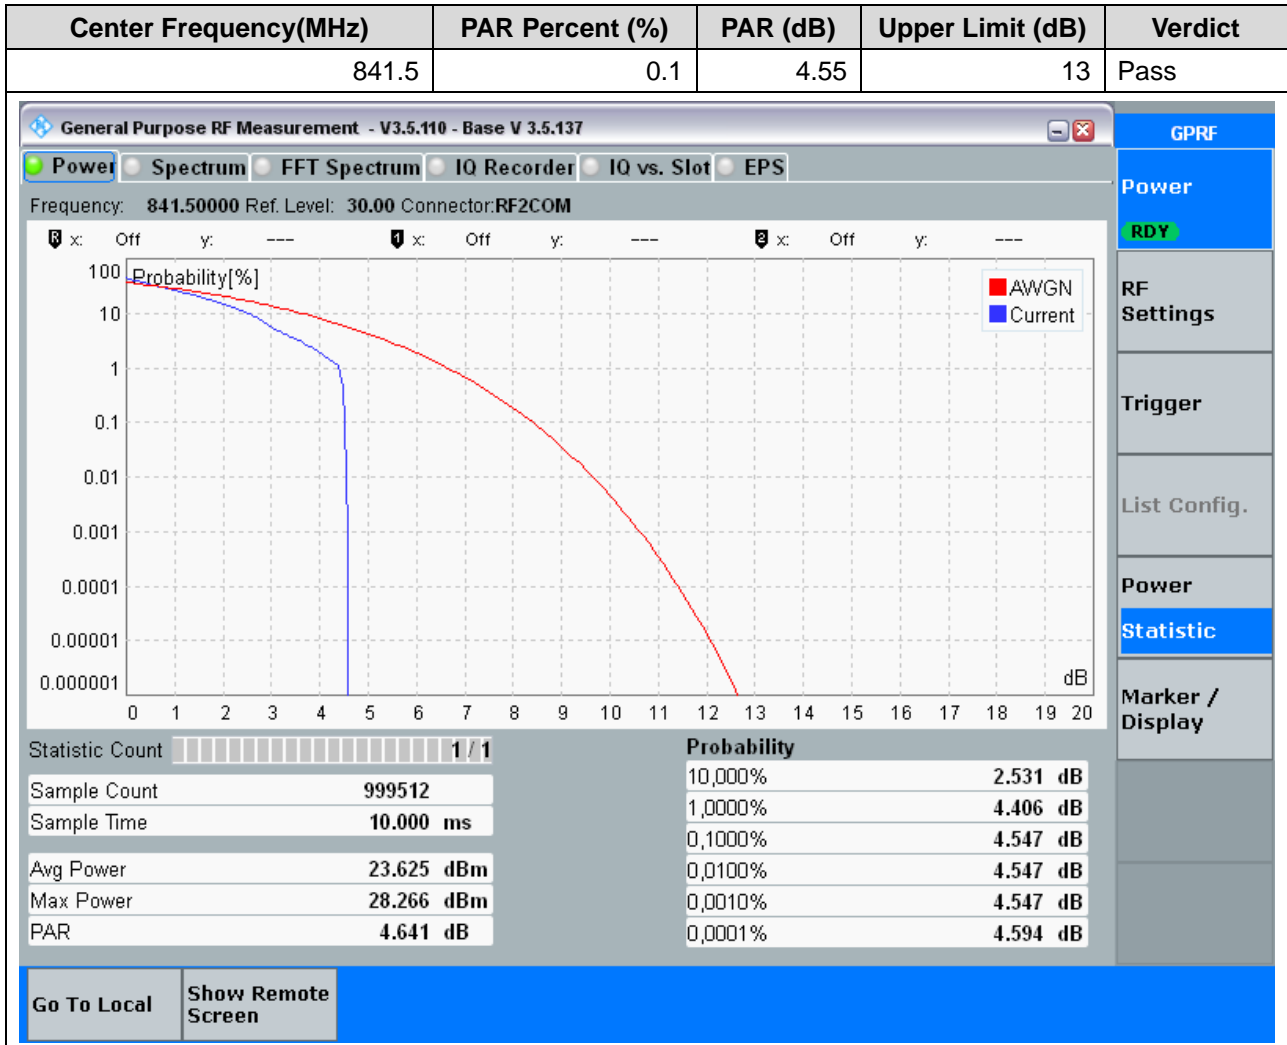 Center Frequency(MHz) PAR Percent (%) PAR (dB) Upper Limit (dB) Verdict
841.5 0.1 4.55 13 Pass
General Purpose RF Measurement - V3.5.110 - Base V 3.5.137
GPRF
Power Spectrum FFT Spectrum IQ Recorder IQ vs. Slot EPS
Frequency: 841.50000 Ref. Level: 30.00 Connector:RF2COM
R x: Off y: --- 1 x: Off y: --- 2 x: Off y: ---
Probability[%]
AWGN
Current
100
10
1
0.1
0.01
0.001
0.0001
0.00001
0.000001
dB
0 1 2 3 4 5 6 7 8 9 10 11 12 13 14 15 16 17 18 19 20
Statistic Count 1 / 1
Sample Count 999512
Sample Time 10.000 ms
Avg Power 23.625 dBm
Max Power 28.266 dBm
PAR 4.641 dB
Probability
10,000% 2.531 dB
1,0000% 4.406 dB
0,1000% 4.547 dB
0,0100% 4.547 dB
0,0010% 4.547 dB
0,0001% 4.594 dB
Power
RDY
RF
Settings
Trigger
List Config.
Power
Statistic
Marker /
Display
Go To Local
Show Remote
Screen